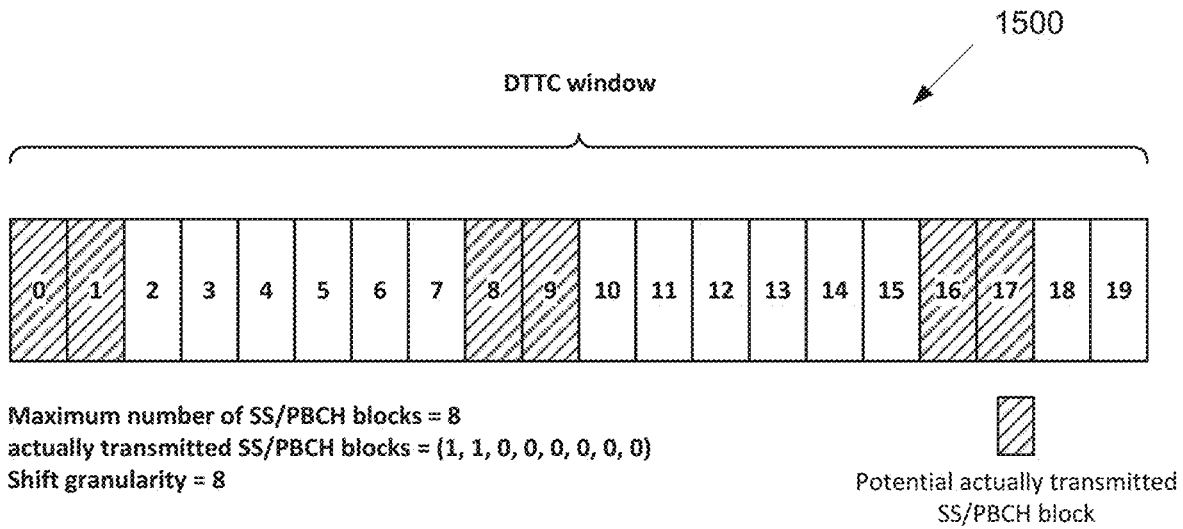 1500
DTTC window
0 1 2 3 4 5 6 7 8 9 10 11 12 13 14 15 16 17 18 19
Maximum number of SS/PBCH blocks = 8
actually transmitted SS/PBCH blocks = (1, 1, 0, 0, 0, 0, 0, 0)
Shift granularity = 8
Potential actually transmitted
SS/PBCH block